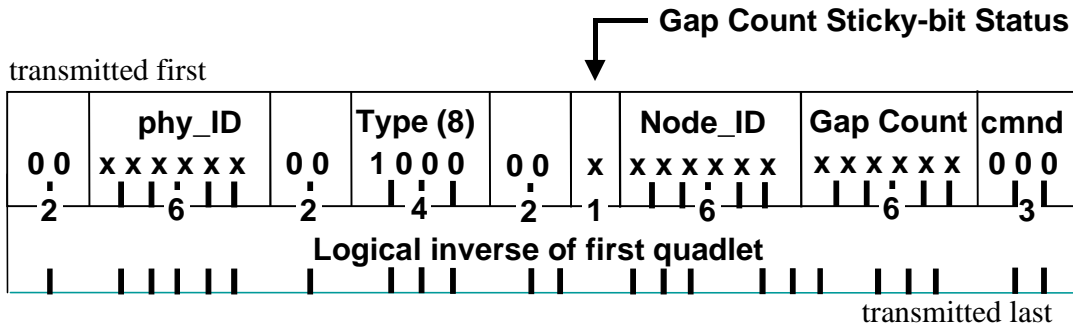 Gap Count Sticky-bit Status
transmitted first
phy_ID Type (8) Node_ID Gap Count cmnd
0 0 x x x x x x 0 0 1 0 0 0 0 0 x x x x x x x x x x x x x 0 0 0
2 6 2 4 2 1 6 6 3
Logical inverse of first quadlet
transmitted last